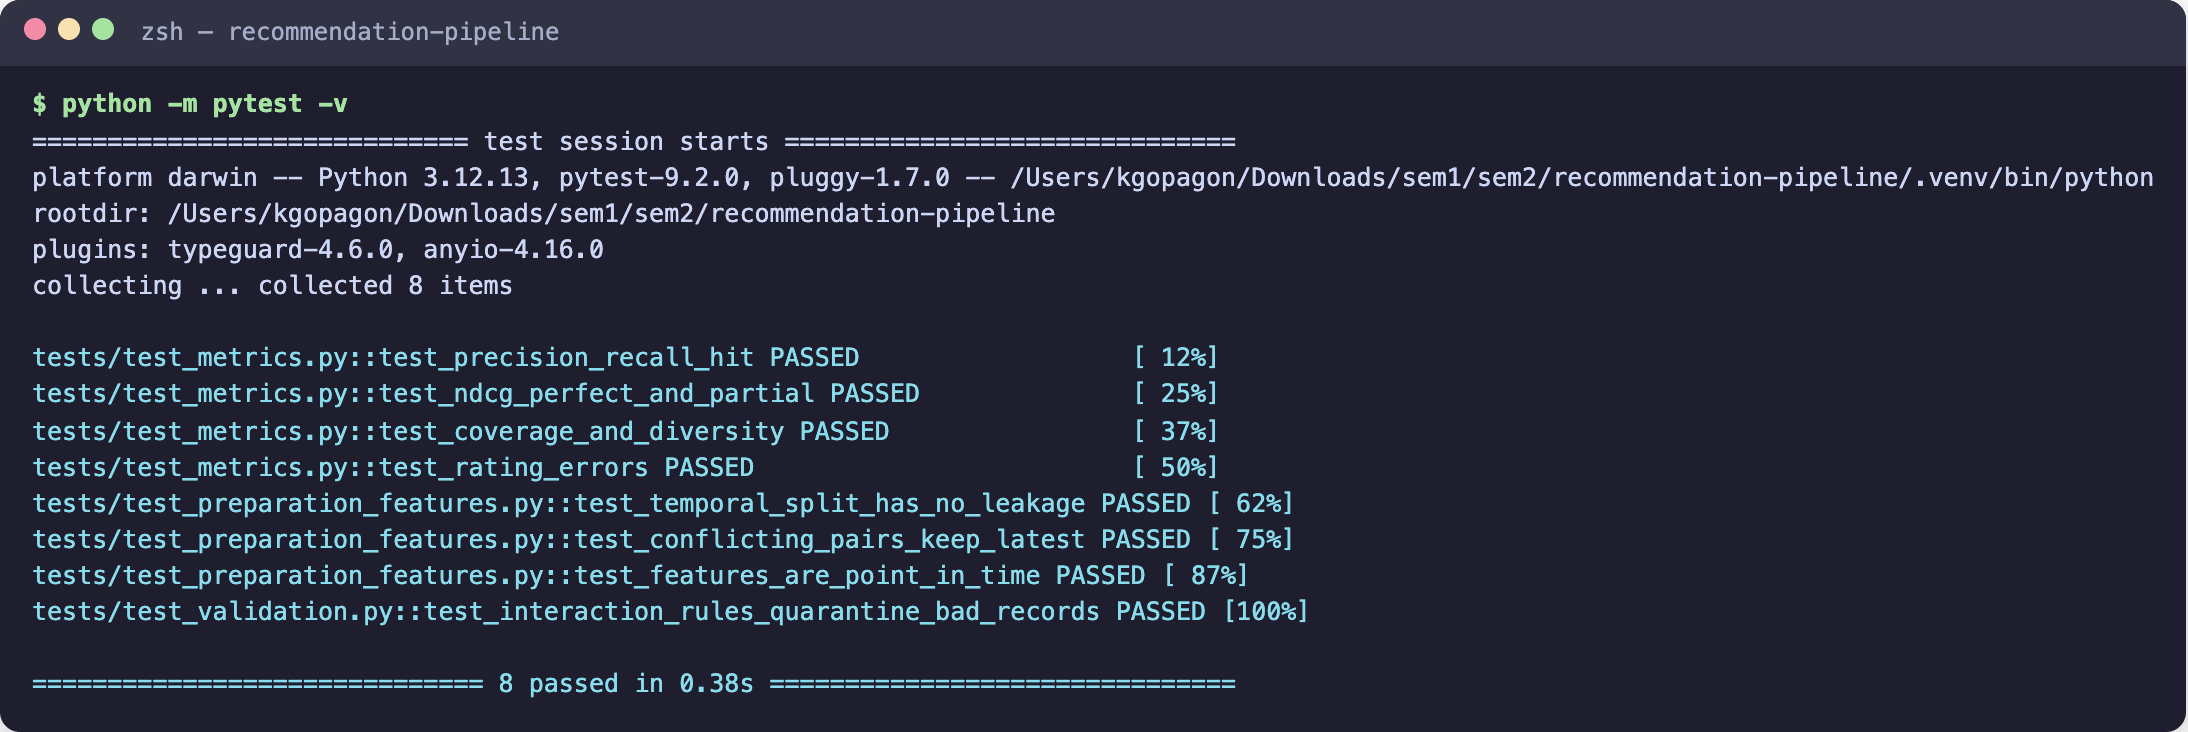 zsh — recommendation-pipeline
$ python -m pytest -v
============================= test session starts ==============================
platform darwin -- Python 3.12.13, pytest-9.2.0, pluggy-1.7.0 -- /Users/kgopagon/Downloads/sem1/sem2/recommendation-pipeline/.venv/bin/python
rootdir: /Users/kgopagon/Downloads/sem1/sem2/recommendation-pipeline
plugins: typeguard-4.6.0, anyio-4.16.0
collecting ... collected 8 items
tests/test_metrics.py::test_precision_recall_hit PASSED                  [ 12%]
tests/test_metrics.py::test_ndcg_perfect_and_partial PASSED              [ 25%]
tests/test_metrics.py::test_coverage_and_diversity PASSED                [ 37%]
tests/test_metrics.py::test_rating_errors PASSED                         [ 50%]
tests/test_preparation_features.py::test_temporal_split_has_no_leakage PASSED [ 62%]
tests/test_preparation_features.py::test_conflicting_pairs_keep_latest PASSED [ 75%]
tests/test_preparation_features.py::test_features_are_point_in_time PASSED [ 87%]
tests/test_validation.py::test_interaction_rules_quarantine_bad_records PASSED [100%]
============================== 8 passed in 0.38s ===============================